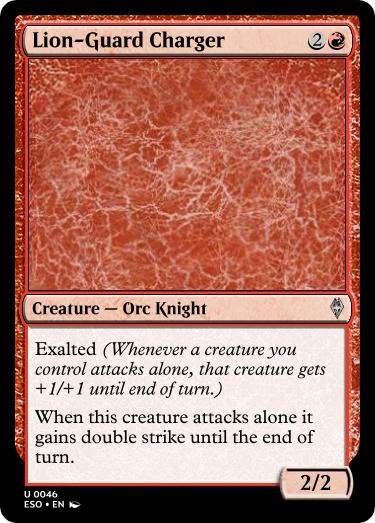 Lion-Guard Charger 2
Creature — Orc Knight
Exalted (Whenever a creature you
control attacks alone, that creature gets
+1/+1 until end of turn.)
When this creature attacks alone it
gains double strike until the end of
turn.
2/2
U 0046
ESO • EN